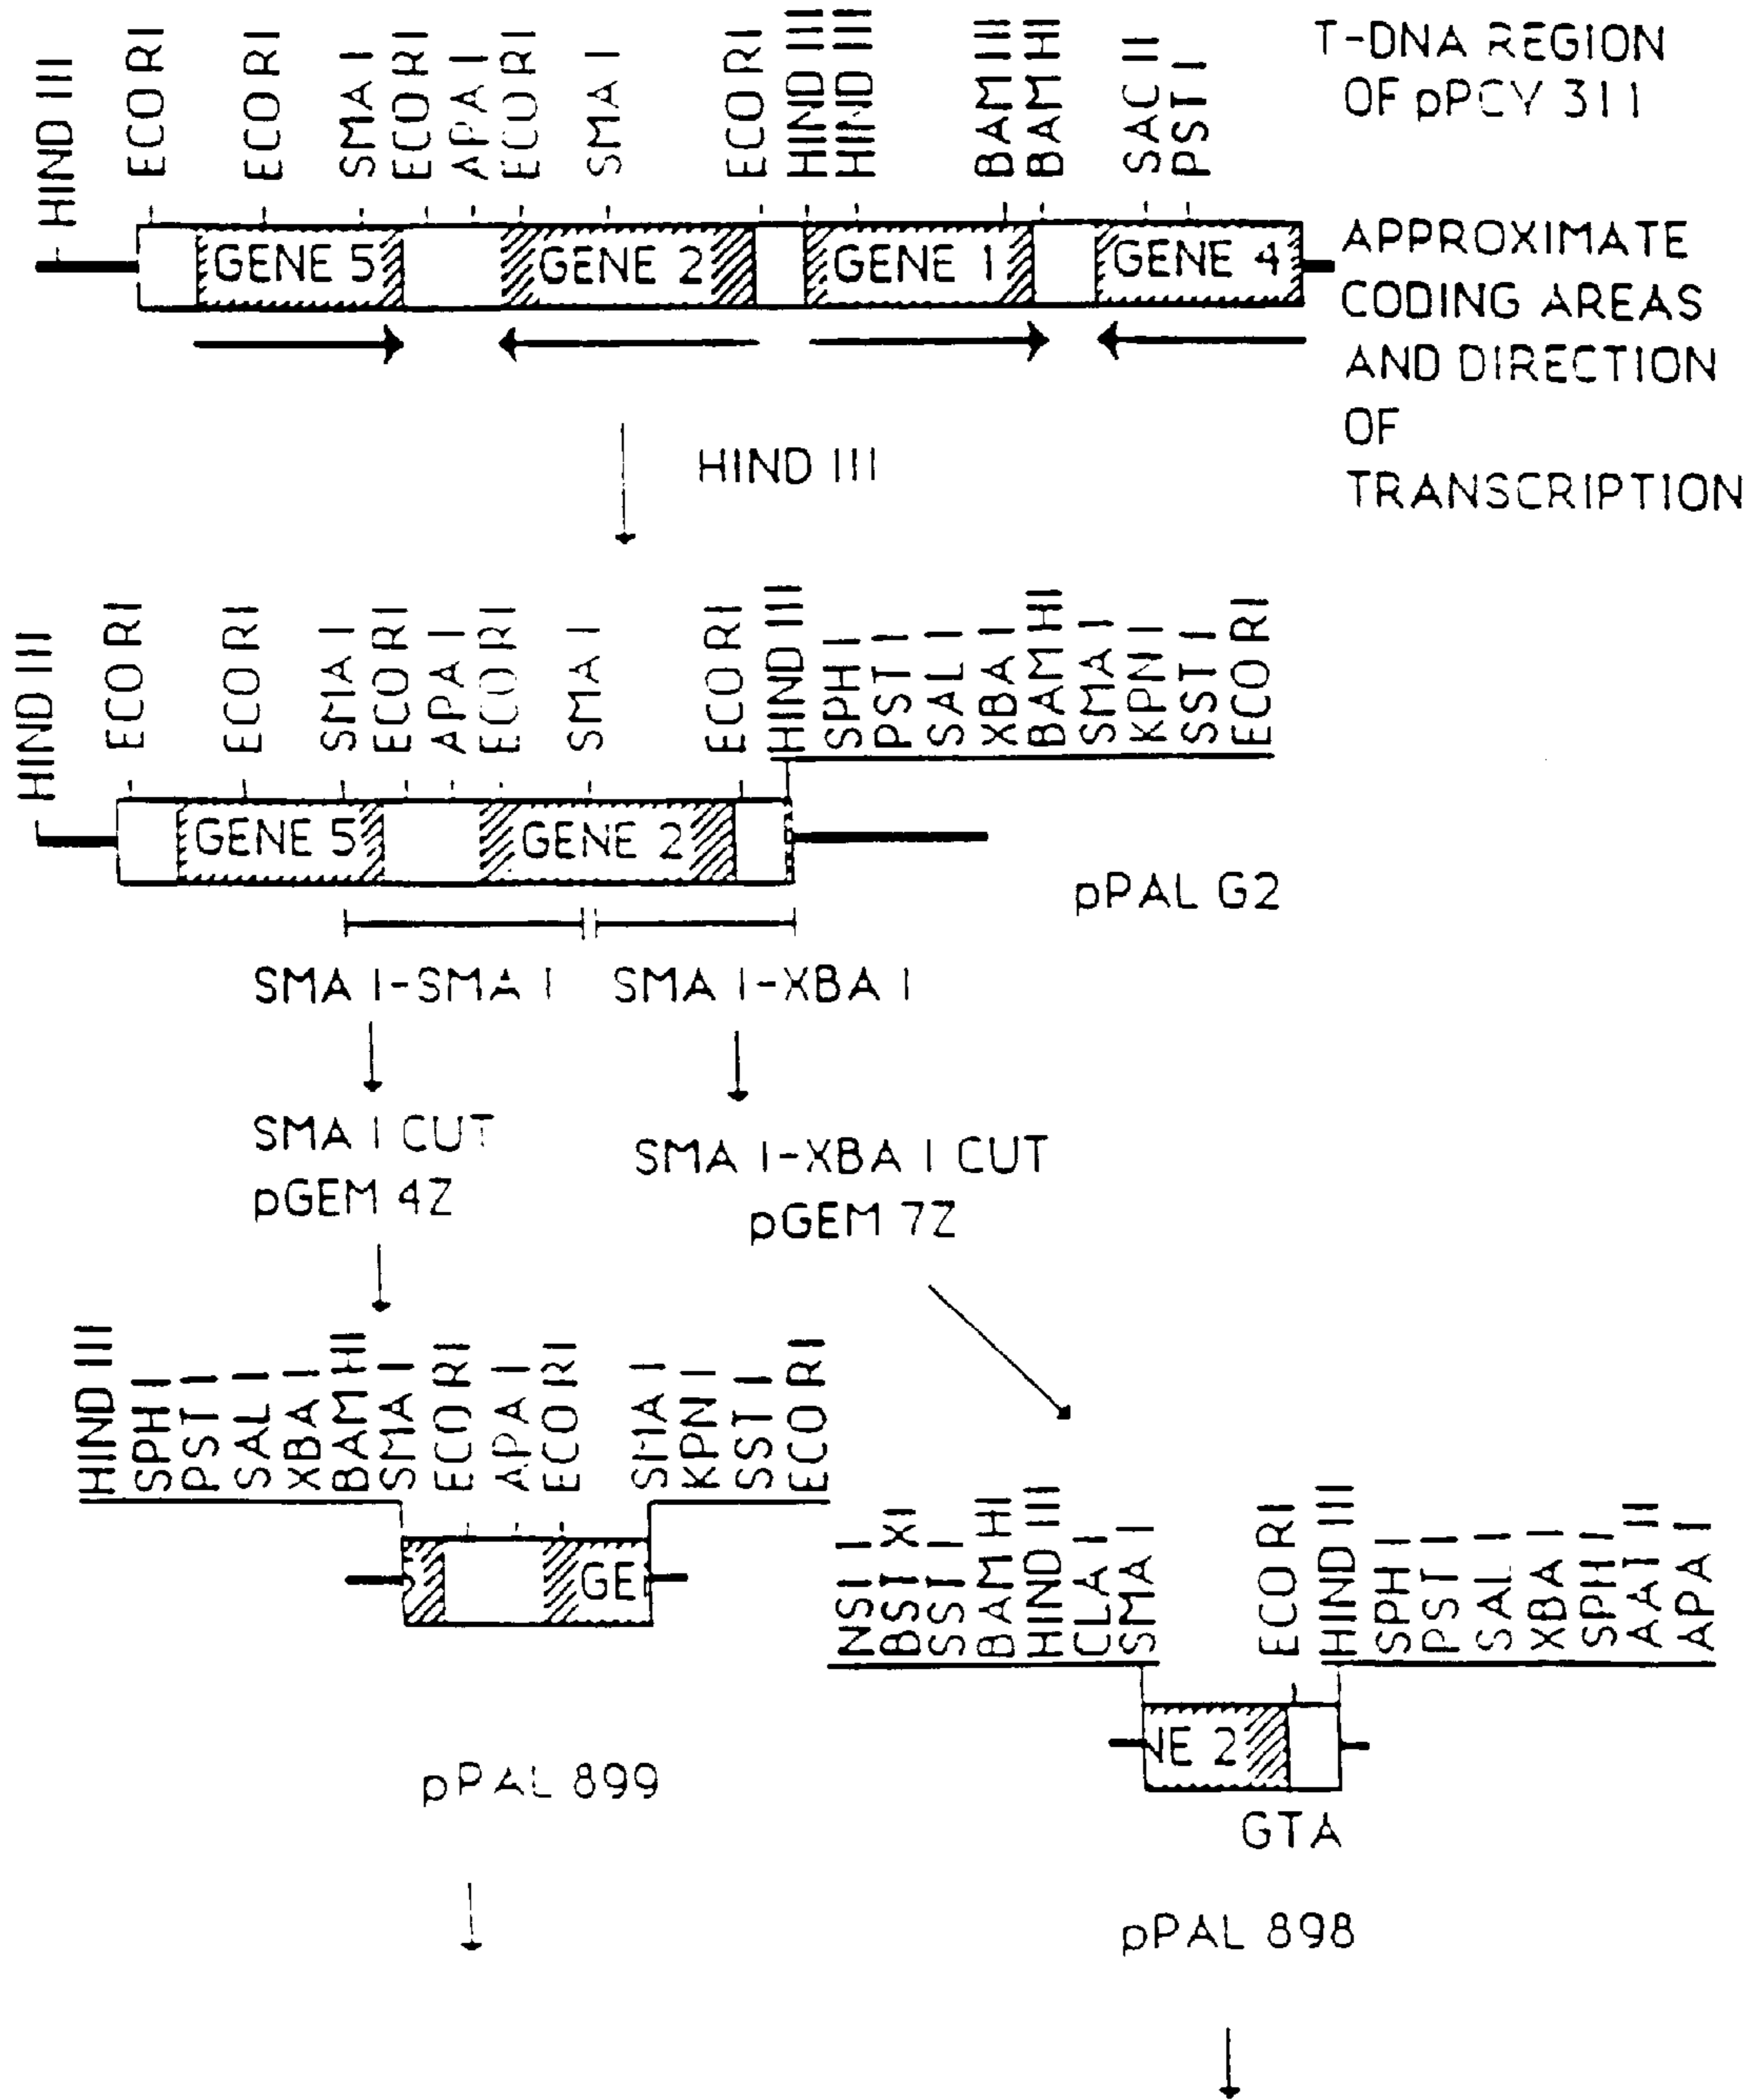 HIND III
ECO RI
ECO RI
SMA I
ECO RI
APA I
ECO RI
SMA I
ECO RI
HIND III
HIND III
BAM III
BAM HI
SAC II
PST I
T-DNA REGION
OF pPCY 311
GENE 5
GENE 2
GENE 1
GENE 4
APPROXIMATE
CODING AREAS
AND DIRECTION
OF
TRANSCRIPTION
HIND III
HIND III
ECO RI
ECO RI
SMA I
ECO RI
APA I
ECO RI
SMA I
ECO RI
HIND III
SPH I
PST I
SAL I
XBA I
BAM HI
SMA I
KPN I
SST I
ECO RI
GENE 5
GENE 2
pPAL G2
SMA I-SMA I
SMA I-XBA I
SMA I CUT
pGEM 4Z
SMA I-XBA I CUT
pGEM 7Z
HIND III
SPH I
PST I
SAL I
XBA I
BAM HI
SMA I
ECO RI
APA I
ECO RI
SMA I
KPN I
SST I
ECO RI
GE
NSI I
BST XI
SST I
BAM HI
HIND III
CLA I
SMA I
ECO RI
HIND III
SPH I
PST I
SAL I
XBA I
SPH I
AAT II
APA I
NE 2
GTA
pPAL 899
pPAL 898